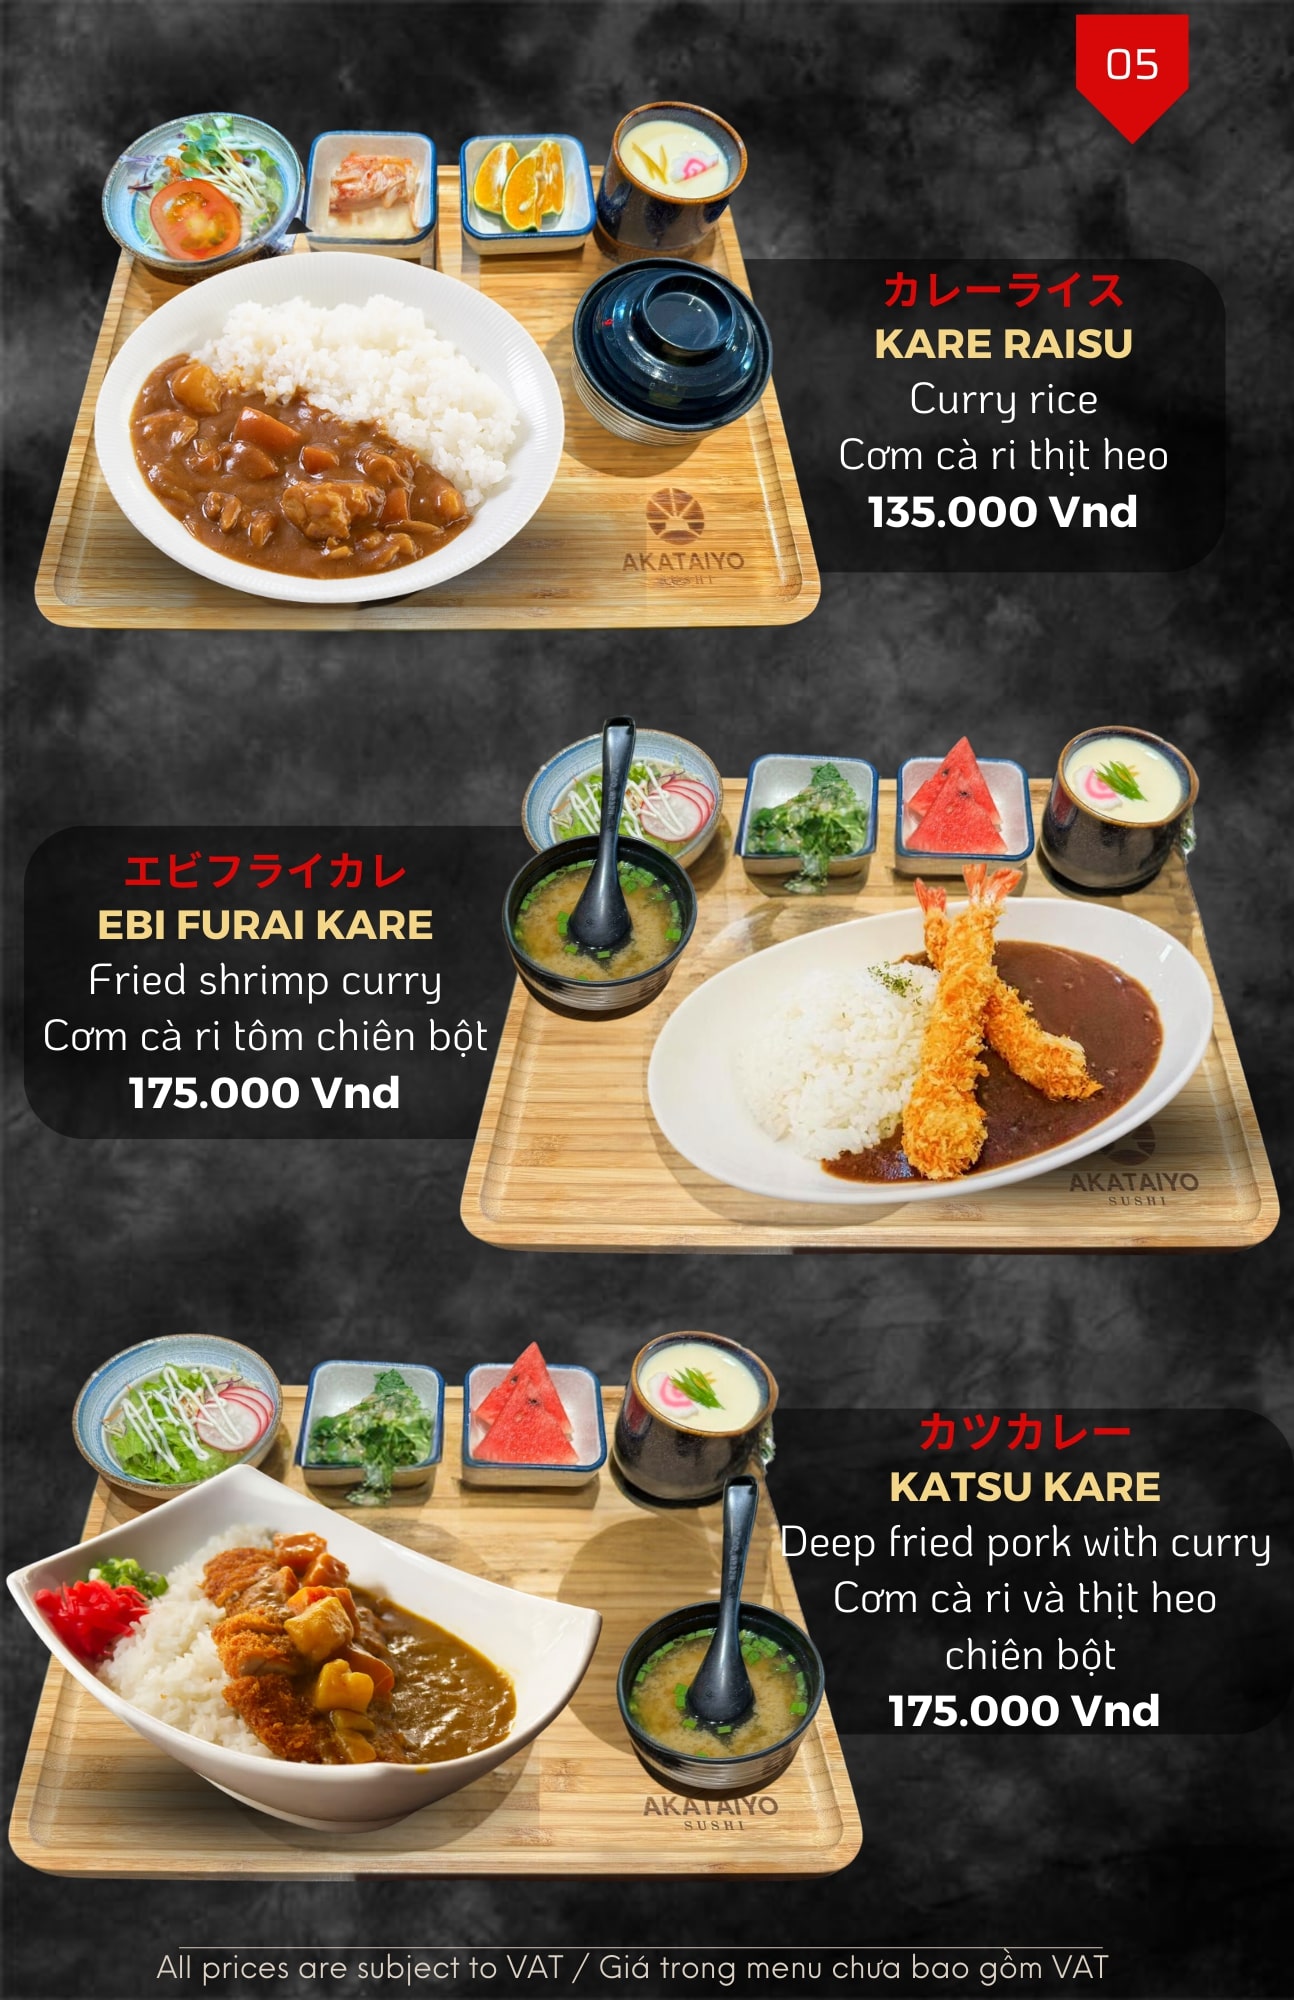 05
カレーライス
KARE RAISU
Curry rice
Cơm cà ri thịt heo
135.000 Vnd
AKATAIYO
SUSHI
エビフライカレ
EBI FURAI KARE
Fried shrimp curry
Cơm cà ri tôm chiên bột
175.000 Vnd
AKATAIYO
SUSHI
カツカレー
KATSU KARE
Deep fried pork with curry
Cơm cà ri và thịt heo
chiên bột
175.000 Vnd
AKATAIYO
SUSHI
All prices are subject to VAT / Giá trong menu chưa bao gồm VAT